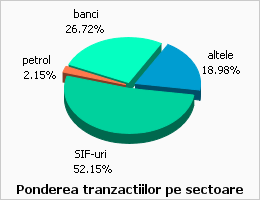 banci
26.72%
altele
18.98%
petrol
2.15%
SIF-uri
52.15%
Ponderea tranzactiilor pe sectoare